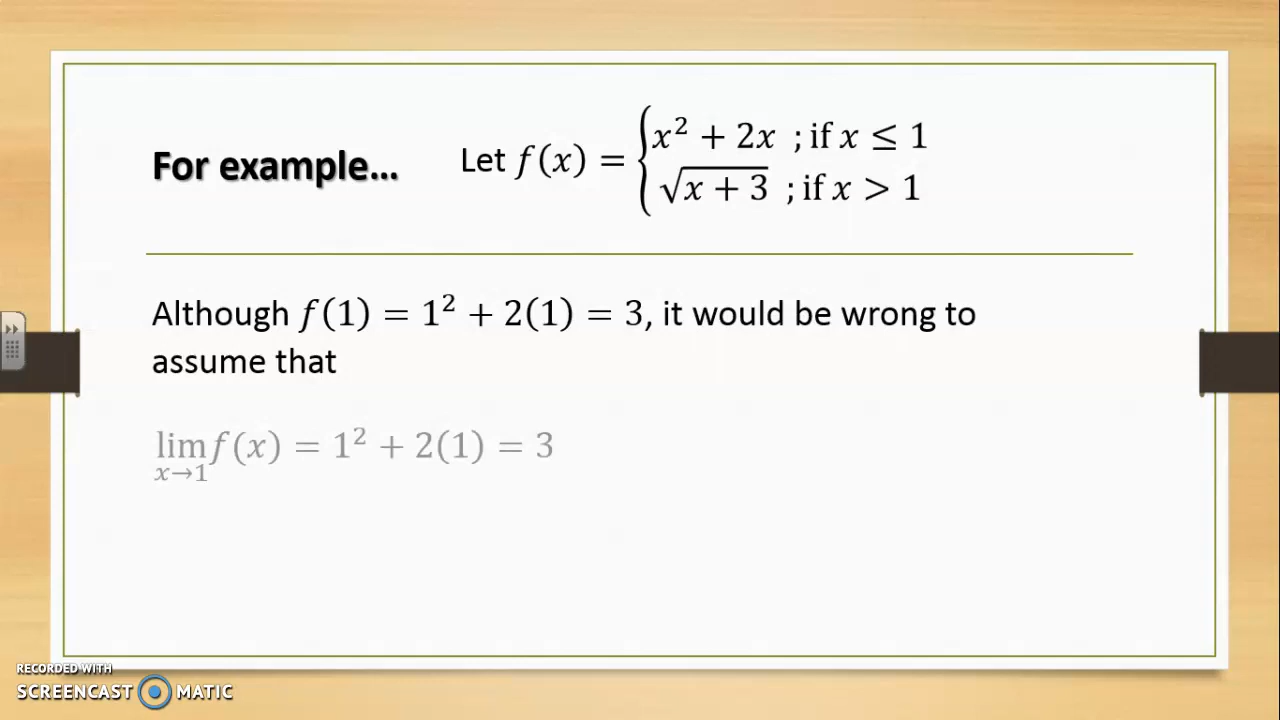 For example... Let f(x) = { x² + 2x ; if x ≤ 1
√(x + 3) ; if x > 1
Although f(1) = 1² + 2(1) = 3, it would be wrong to
assume that
lim f(x) = 1² + 2(1) = 3
x→1
RECORDED WITH
SCREENCAST MATIC